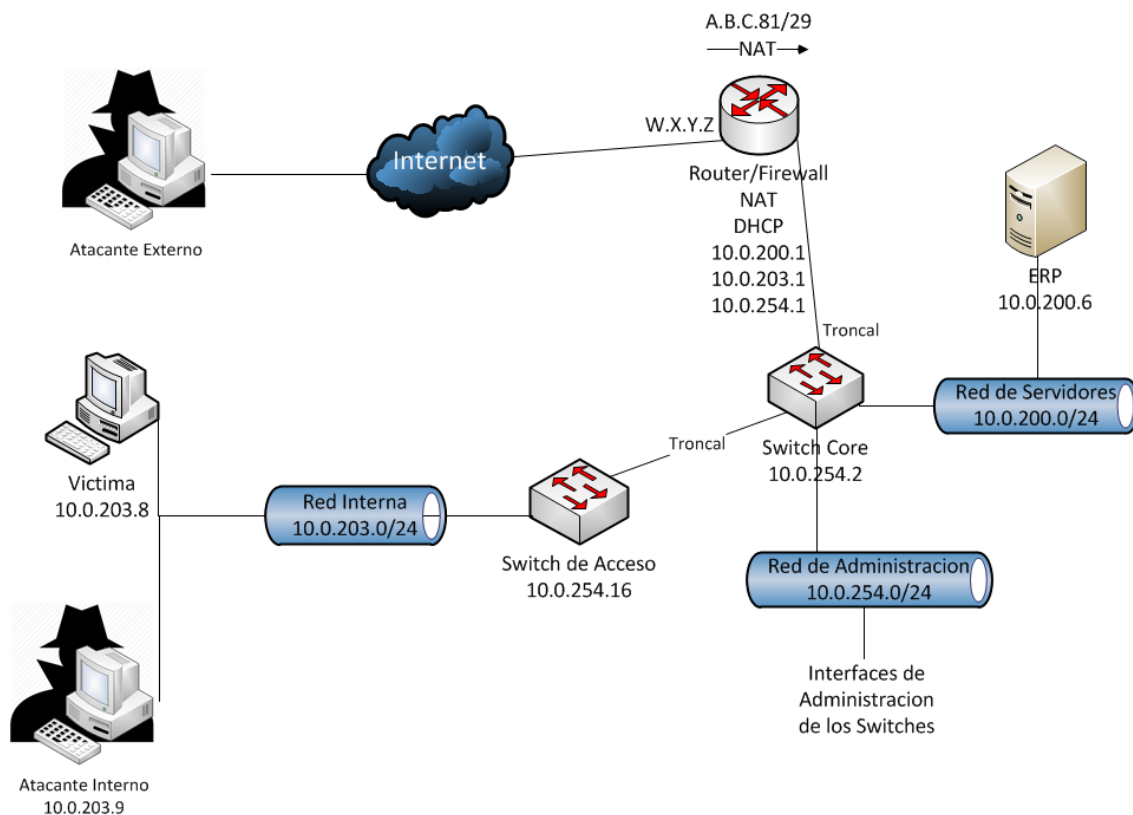 A.B.C.81/29
NAT
W.X.Y.Z
Internet
Router/Firewall
NAT
DHCP
10.0.200.1
10.0.203.1
10.0.254.1
Atacante Externo
ERP
10.0.200.6
Troncal
Red de Servidores
10.0.200.0/24
Switch Core
10.0.254.2
Troncal
Victima
10.0.203.8
Red Interna
10.0.203.0/24
Switch de Acceso
10.0.254.16
Red de Administracion
10.0.254.0/24
Interfaces de
Administracion
de los Switches
Atacante Interno
10.0.203.9